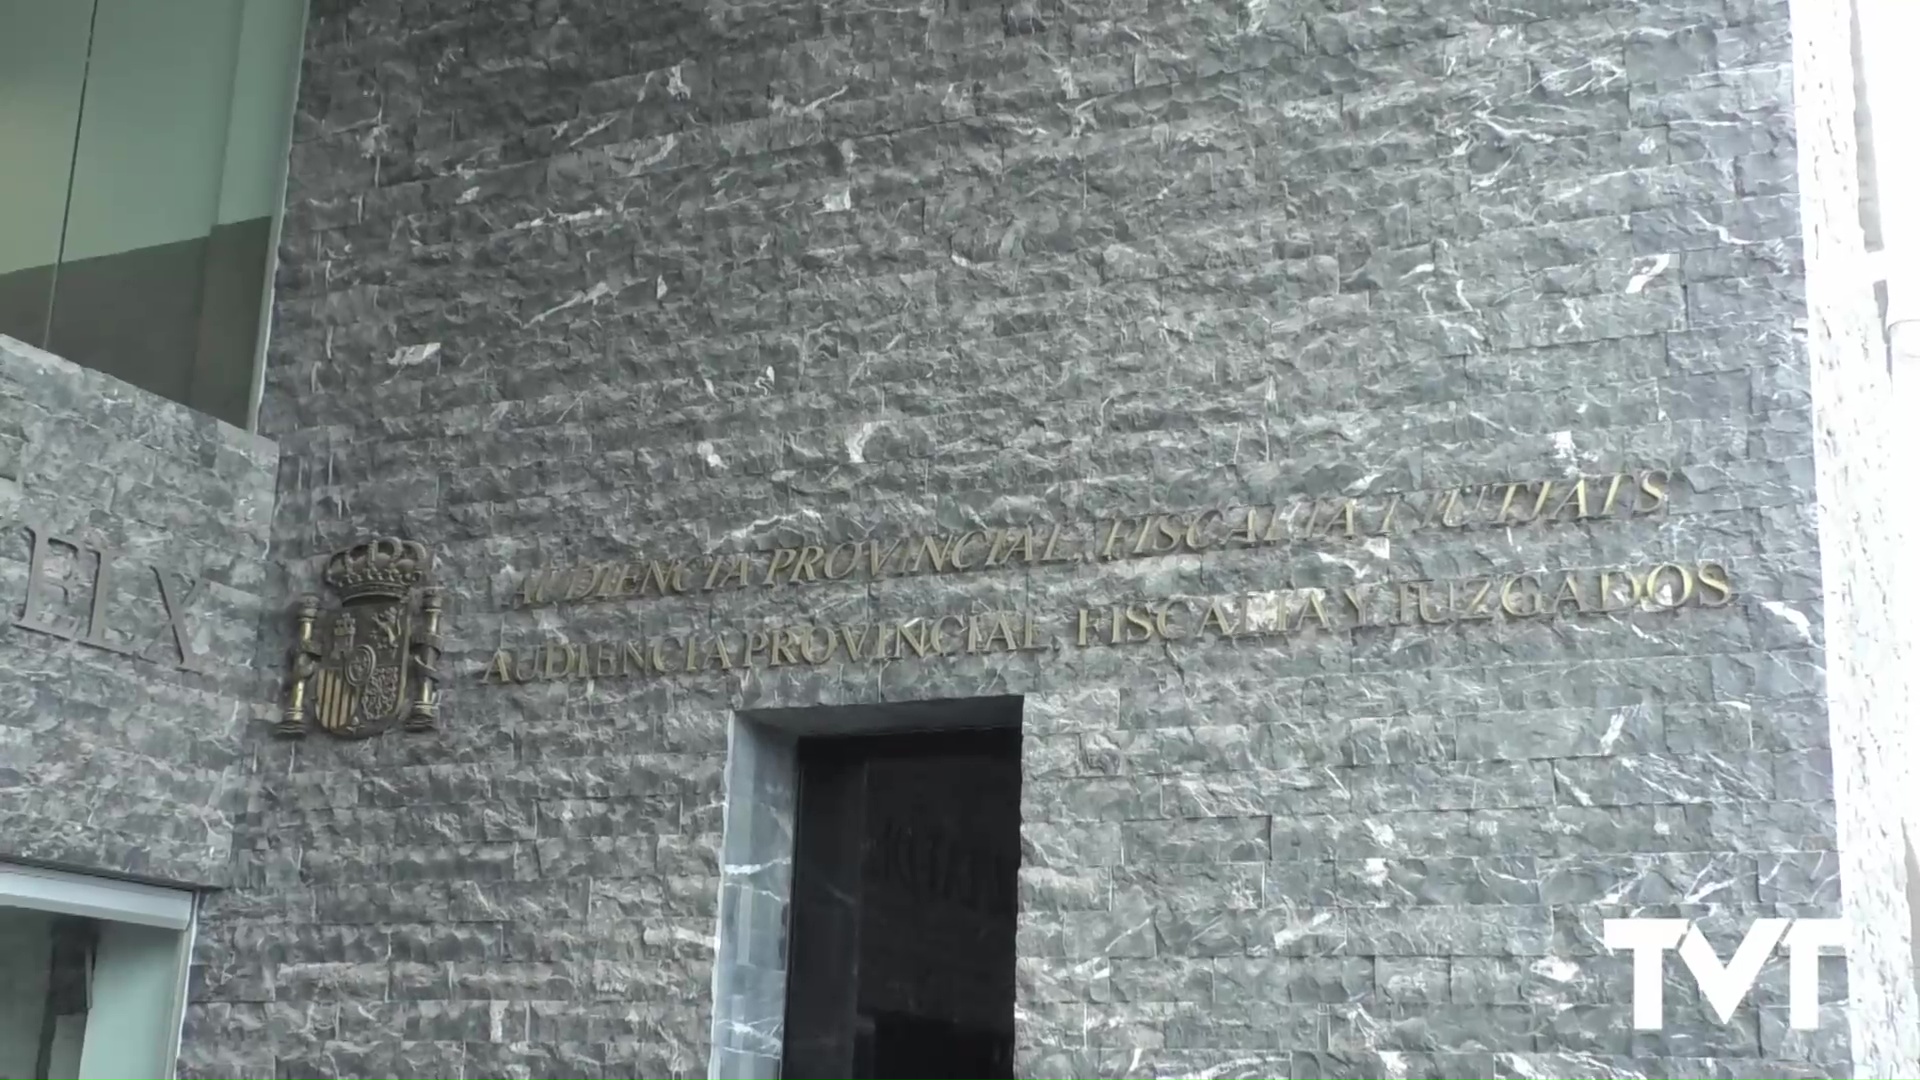 ELX
AUDIENCIA PROVINCIAL, FISCALIA I JUTJATS
AUDIENCIA PROVINCIAL, FISCALIA Y JUZGADOS
TVT